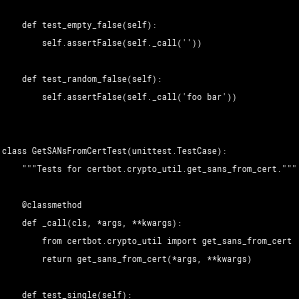 def test_empty_false(self):
self.assertFalse(self._call(''))
def test_random_false(self):
self.assertFalse(self._call('foo bar'))
class GetSANsFromCertTest(unittest.TestCase):
"""Tests for certbot.crypto_util.get_sans_from_cert."""
@classmethod
def _call(cls, *args, **kwargs):
from certbot.crypto_util import get_sans_from_cert
return get_sans_from_cert(*args, **kwargs)
def test_single(self):